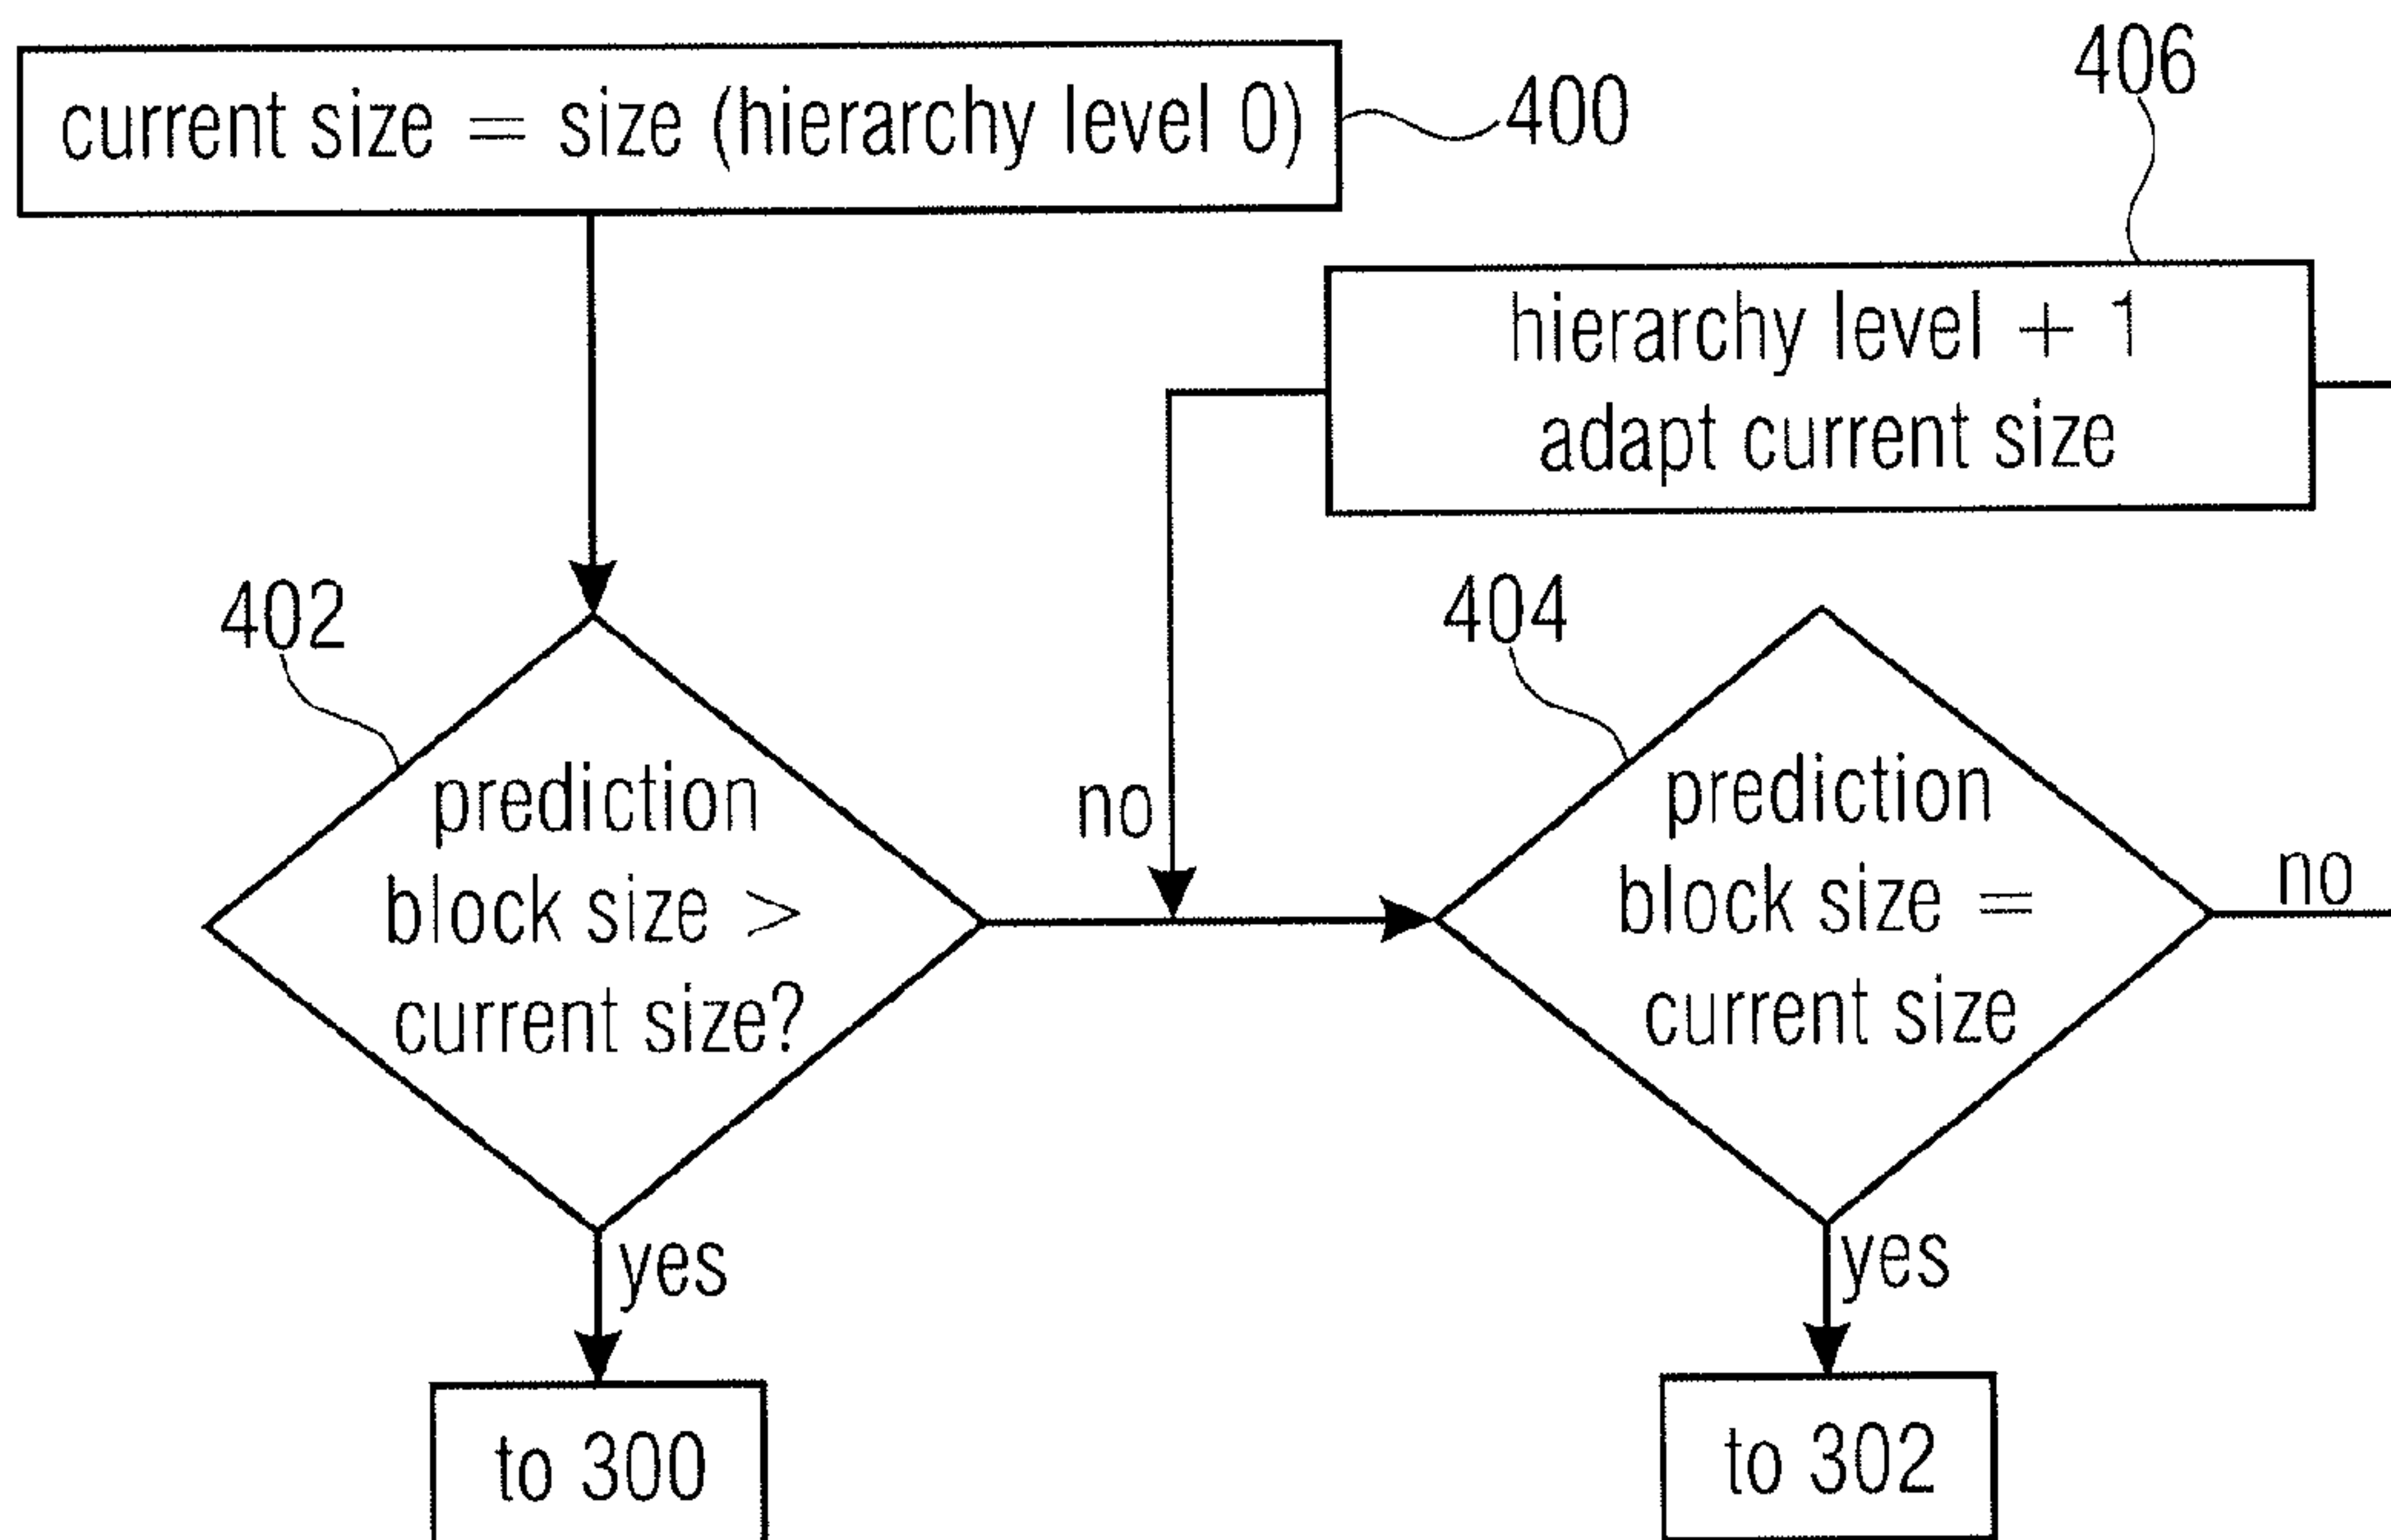 current size = size (hierarchy level 0)
400
406
hierarchy level + 1
adapt current size
402
prediction
block size >
current size?
no
404
prediction
block size =
current size
no
yes
yes
to 300
to 302